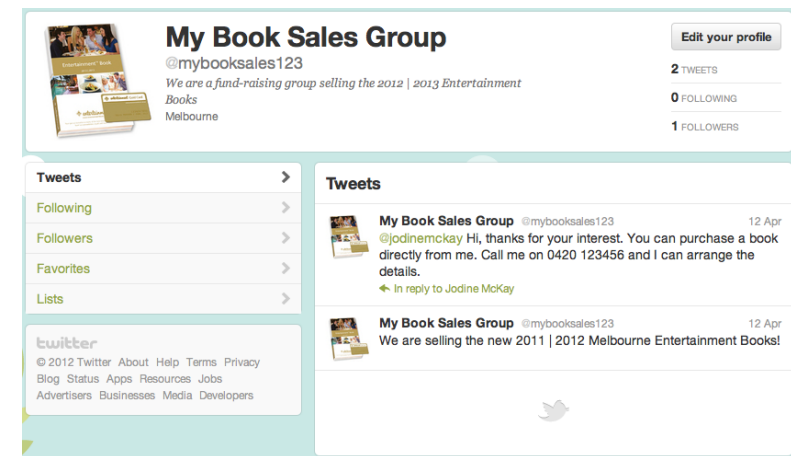 My Book Sales Group
@mybooksales123
We are a fund-raising group selling the 2012 | 2013 Entertainment
Books
Melbourne
Edit your profile
2 TWEETS
0 FOLLOWING
1 FOLLOWERS
Entertainment™ Book
Tweets
Following
Followers
Favorites
Lists
twitter
© 2012 Twitter About Help Terms Privacy
Blog Status Apps Resources Jobs
Advertisers Businesses Media Developers
Tweets
My Book Sales Group @mybooksales123 12 Apr
@jodinemckay Hi, thanks for your interest. You can purchase a book
directly from me. Call me on 0420 123456 and I can arrange the
details.
In reply to Jodine McKay
My Book Sales Group @mybooksales123 12 Apr
We are selling the new 2011 | 2012 Melbourne Entertainment Books!